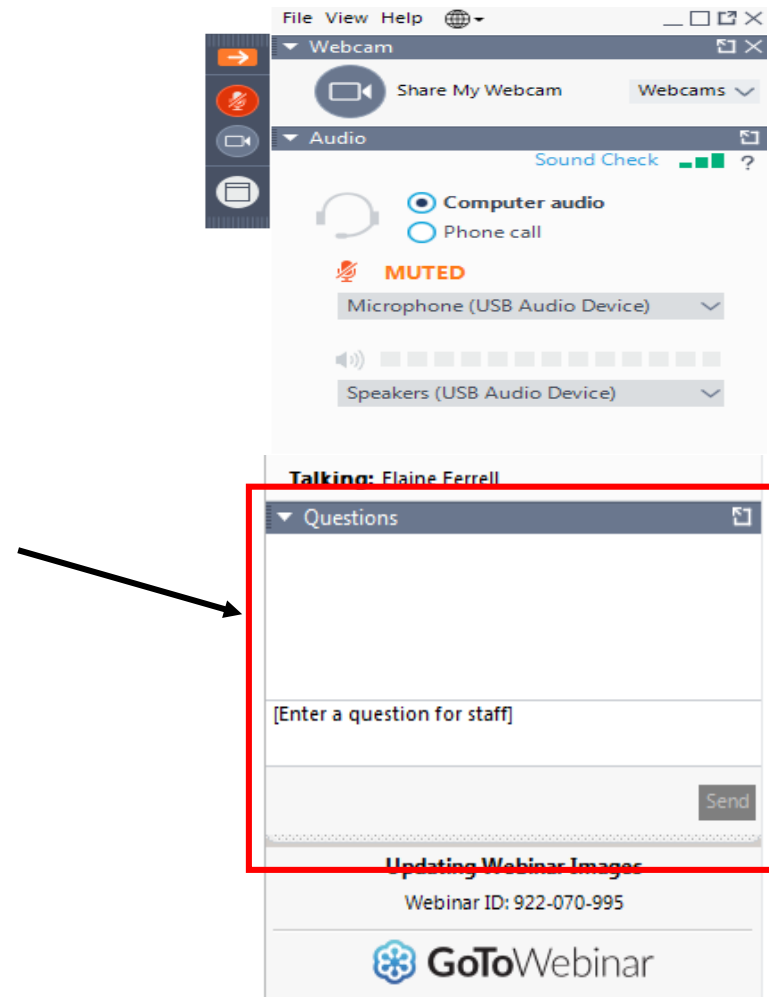 File View Help
Webcam
Share My Webcam Webcams
Audio
Sound Check ?
Computer audio
Phone call
MUTED
Microphone (USB Audio Device)
Speakers (USB Audio Device)
Talking: Elaine Ferrell
Questions
[Enter a question for staff]
Send
Updating Webinar Images
Webinar ID: 922-070-995
GoToWebinar